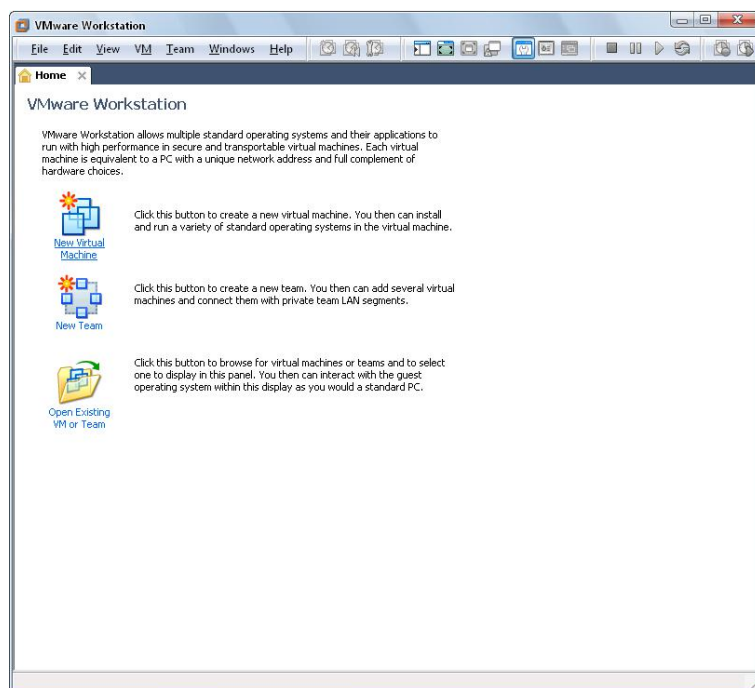 VMware Workstation
File Edit View VM Team Windows Help
Home
VMware Workstation
VMware Workstation allows multiple standard operating systems and their applications to
run with high performance in secure and transportable virtual machines. Each virtual
machine is equivalent to a PC with a unique network address and full complement of
hardware choices.
New Virtual
Machine
Click this button to create a new virtual machine. You then can install
and run a variety of standard operating systems in the virtual machine.
New Team
Click this button to create a new team. You then can add several virtual
machines and connect them with private team LAN segments.
Open Existing
VM or Team
Click this button to browse for virtual machines or teams and to select
one to display in this panel. You then can interact with the guest
operating system within this display as you would a standard PC.